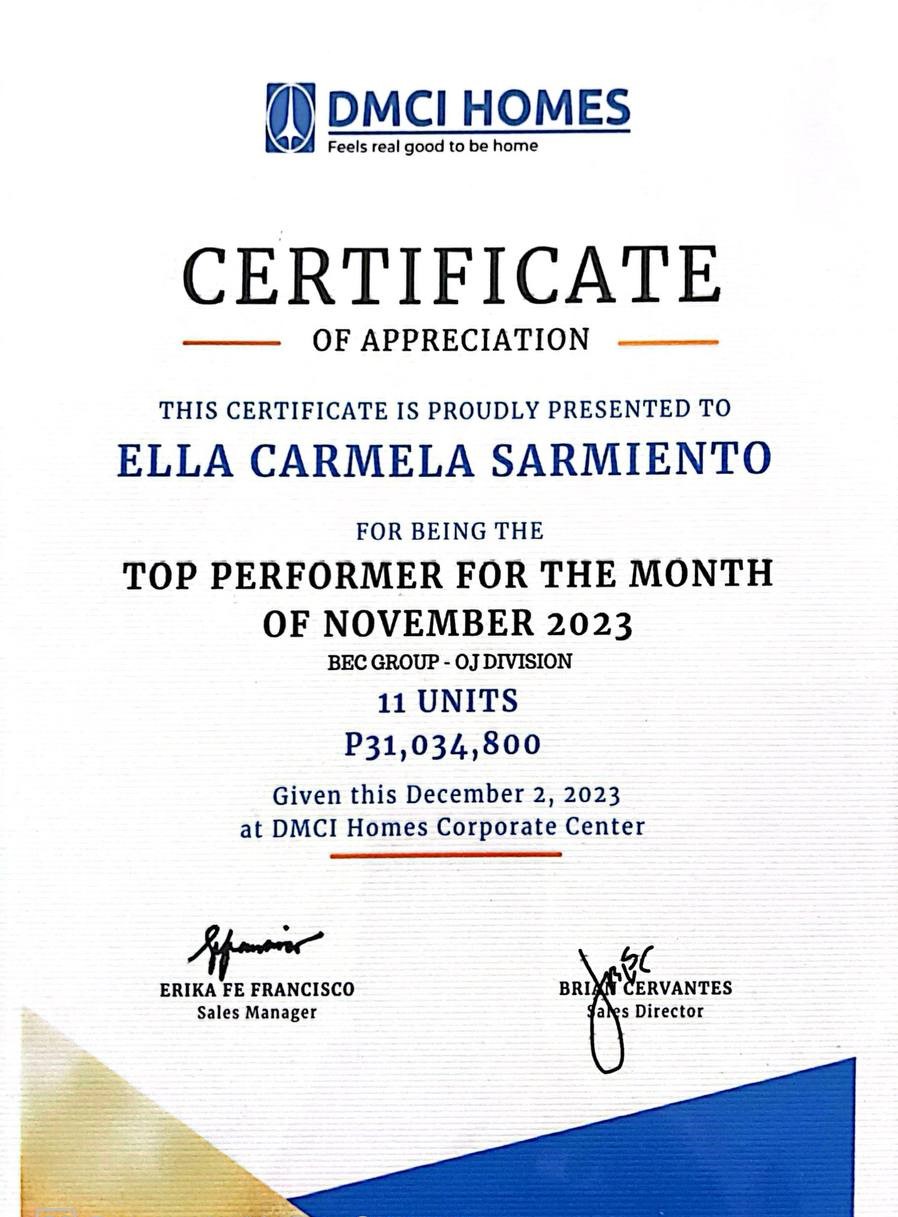 DMCI HOMES
Feels real good to be home
CERTIFICATE
OF APPRECIATION
THIS CERTIFICATE IS PROUDLY PRESENTED TO
ELLA CARMELA SARMIENTO
FOR BEING THE
TOP PERFORMER FOR THE MONTH
OF NOVEMBER 2023
BEC GROUP - OJ DIVISION
11 UNITS
P31,034,800
Given this December 2, 2023
at DMCI Homes Corporate Center
ERIKA FE FRANCISCO
Sales Manager
BRIAN CERVANTES
Sales Director